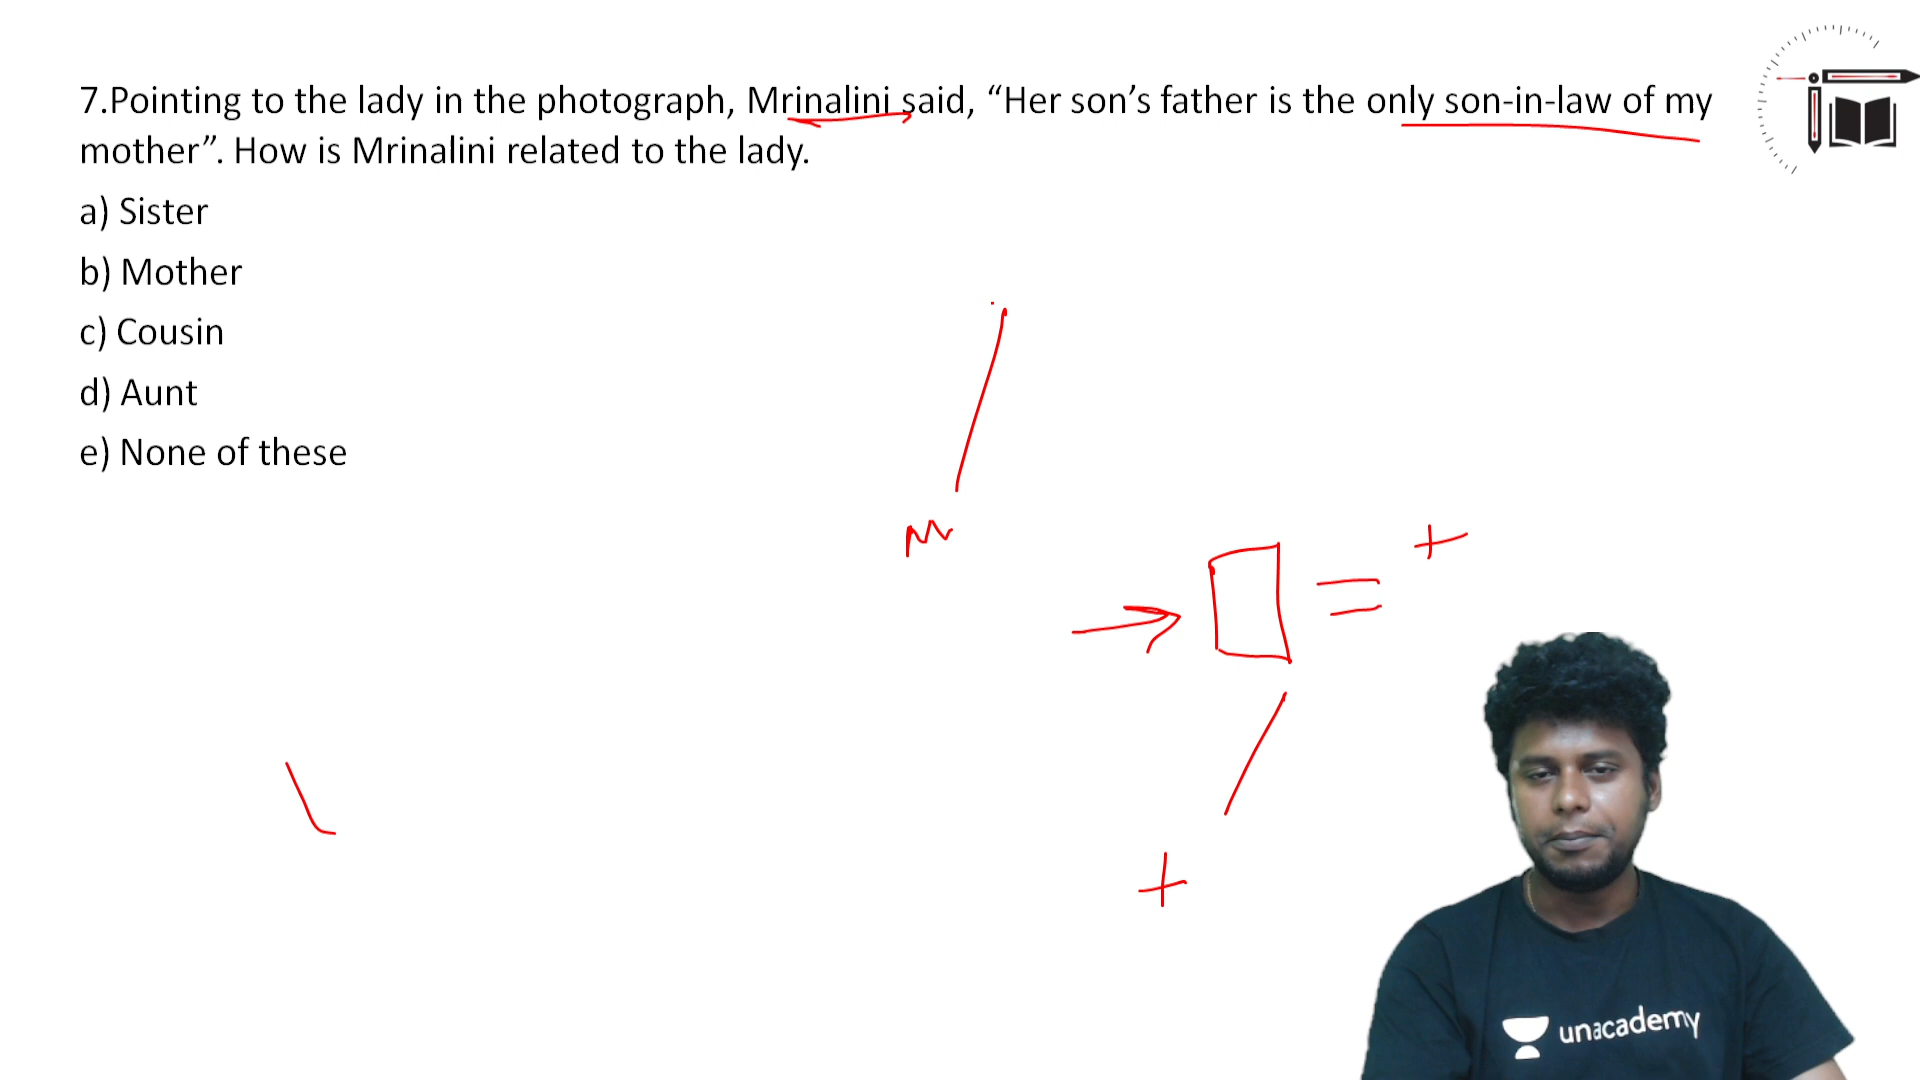 7.Pointing to the lady in the photograph, Mrinalini said, “Her son’s father is the only son-in-law of my
mother”. How is Mrinalini related to the lady.
a) Sister
b) Mother
c) Cousin
d) Aunt
e) None of these
M
+
=
+
unacademy